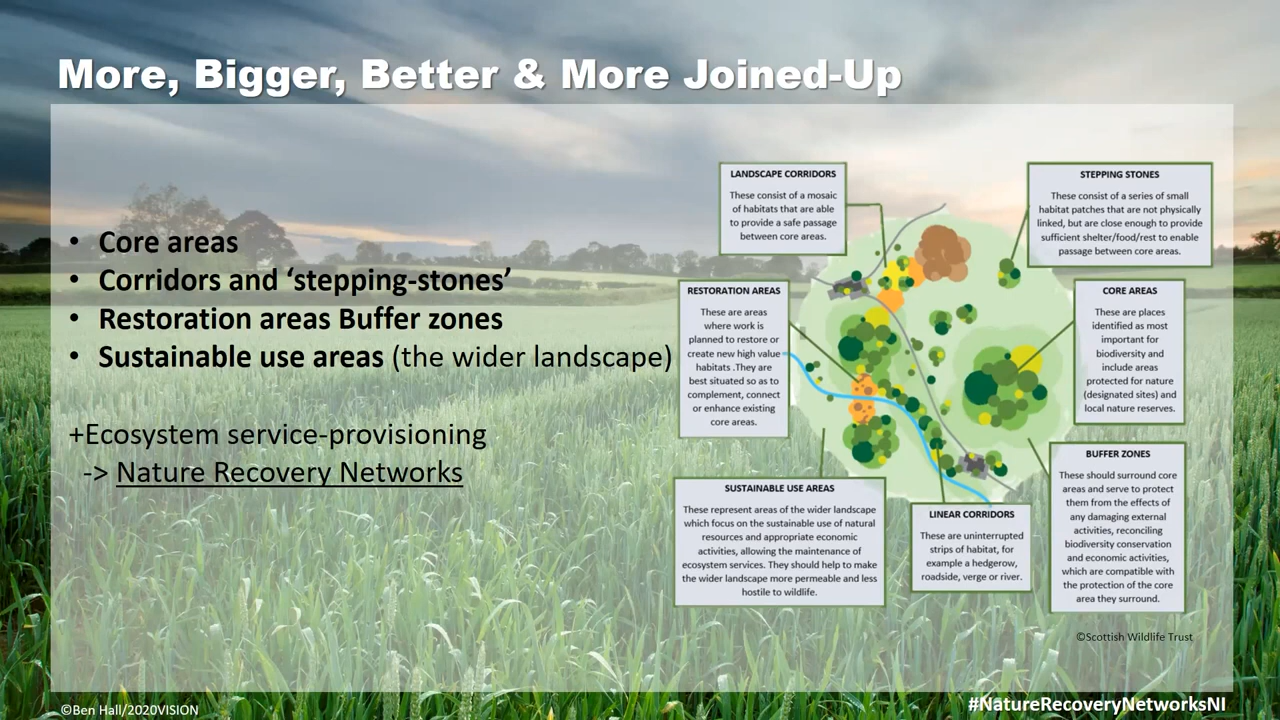 More, Bigger, Better & More Joined-Up
• Core areas
• Corridors and ‘stepping-stones’
• Restoration areas Buffer zones
• Sustainable use areas (the wider landscape)
+Ecosystem service-provisioning
-> Nature Recovery Networks
LANDSCAPE CORRIDORS
These consist of a mosaic
of habitats that are able
to provide a safe passage
between core areas.
STEPPING STONES
These consist of a series of small
habitat patches that are not physically
linked, but are close enough to provide
sufficient shelter/food/rest to enable
passage between core areas.
RESTORATION AREAS
These are areas
where work is
planned to restore or
create new high value
habitats .They are
best situated so as to
complement, connect
or enhance existing
core areas.
CORE AREAS
These are places
identified as most
important for
biodiversity and
include areas
protected for nature
(designated sites) and
local nature reserves.
SUSTAINABLE USE AREAS
These represent areas of the wider landscape
which focus on the sustainable use of natural
resources and appropriate economic
activities, allowing the maintenance of
ecosystem services. They should help to make
the wider landscape more permeable and less
hostile to wildlife.
LINEAR CORRIDORS
These are uninterrupted
strips of habitat, for
example a hedgerow,
roadside, verge or river.
BUFFER ZONES
These should surround core
areas and serve to protect
them from the effects of
any damaging external
activities, reconciling
biodiversity conservation
and economic activities,
which are compatible with
the protection of the core
area they surround.
©Scottish Wildlife Trust
©Ben Hall/2020VISION
#NatureRecoveryNetworksNI